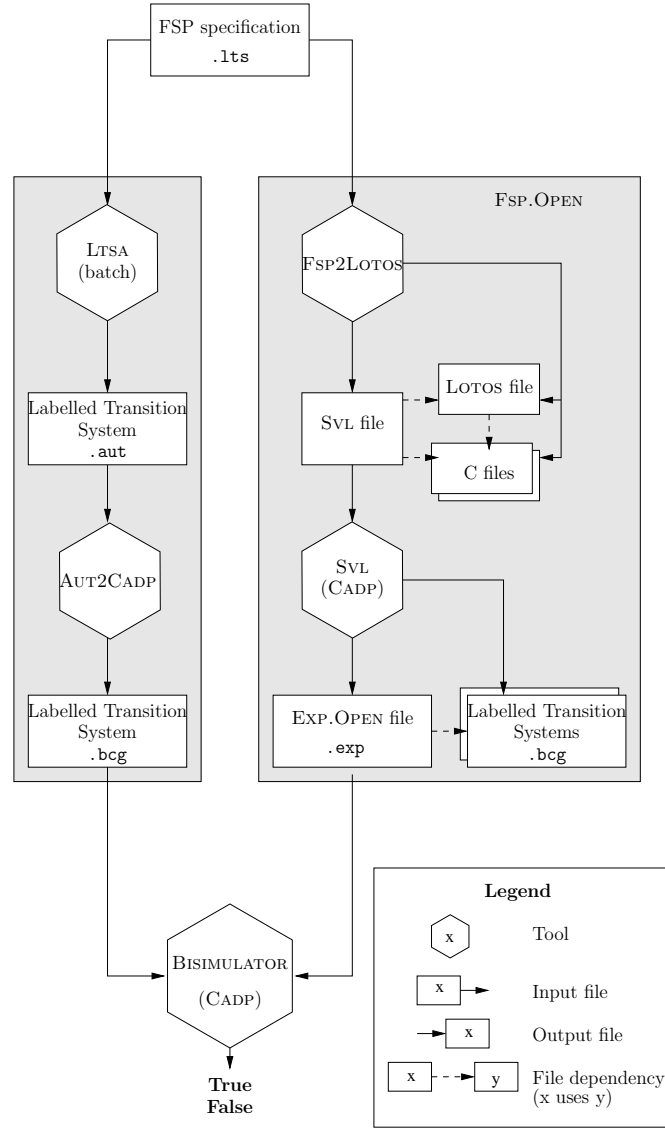 FSP specification
.lts
FSP.OPEN
LTSA
(batch)
FSP2LOTOS
Labelled Transition
System
.aut
SVL file
LOTOS file
C files
AUT2CADP
SVL
(CADP)
Labelled Transition
System
.bcg
EXP.OPEN file
.exp
Labelled Transition
Systems
.bcg
BISIMULATOR
(CADP)
True
False
Legend
x
Tool
x
Input file
x
Output file
x
y
File dependency
(x uses y)